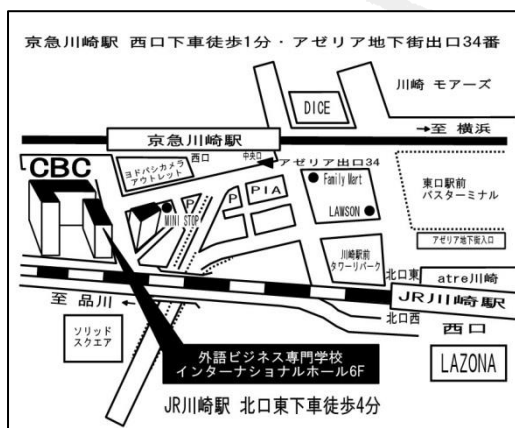 京急川崎駅 西口下車徒歩1分・アゼリア地下街出口34番
川崎 モアーズ
DICE
京急川崎駅
→至 横浜
CBC
ヨドバシカメラ
アウトレット
西口
中央口
アゼリア出口34
P
MINI STOP
P
PIA
Family Mart
LAWSON
東口駅前
バスターミナル
アゼリア地下街入口
川崎駅前
タワーリパーク
北口東
atre川崎
JR川崎駅
至 品川 ←
北口西
西口
ソリッド
スクエア
外語ビジネス専門学校
インターナショナルホール6F
LAZONA
JR川崎駅 北口東下車徒歩4分